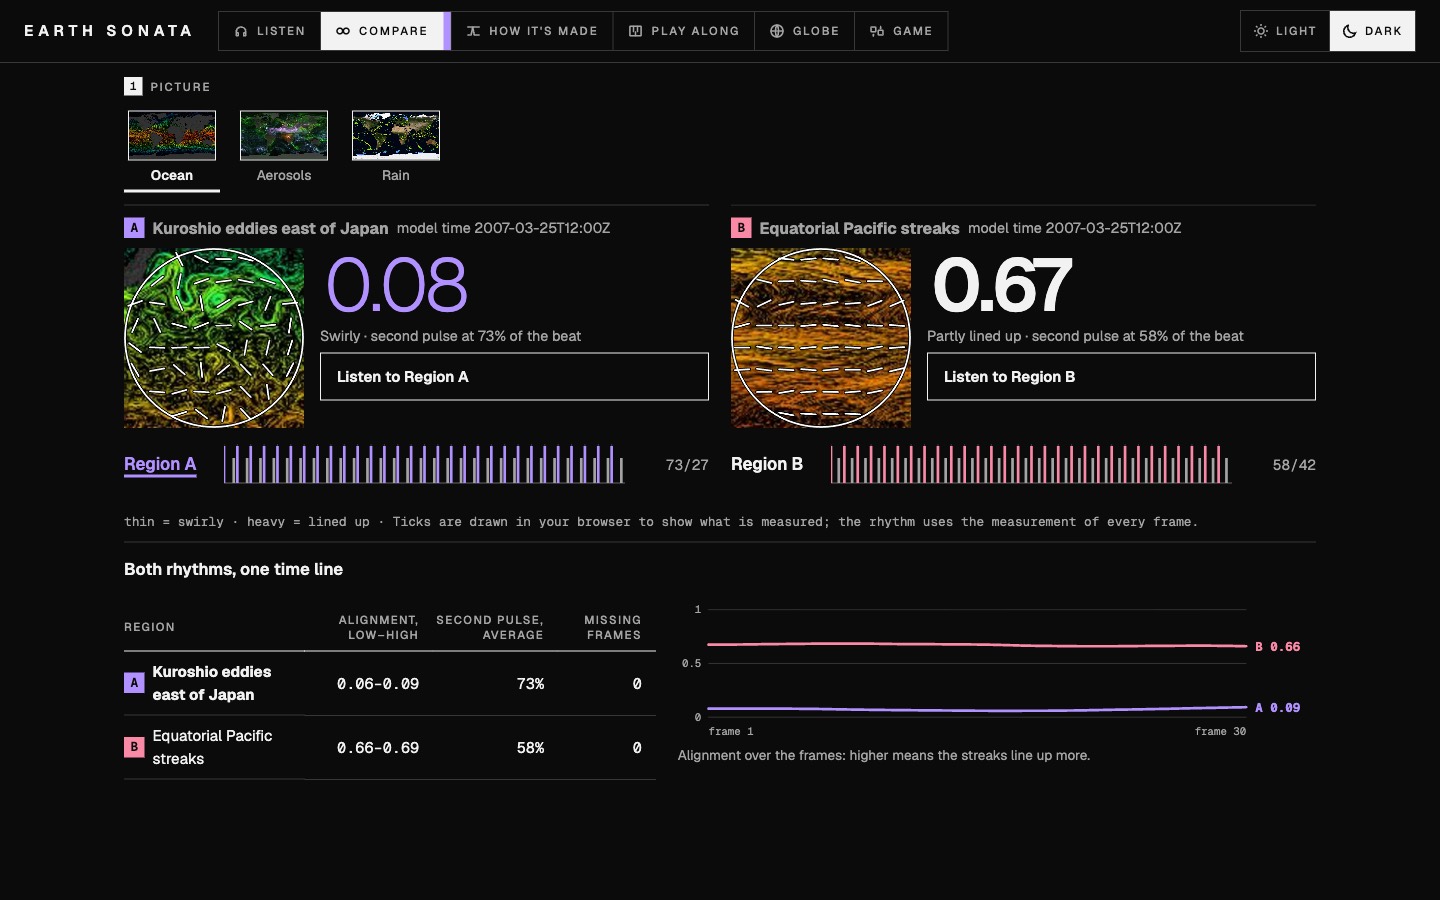 EARTH SONATA
LISTEN
COMPARE
HOW IT'S MADE
PLAY ALONG
GLOBE
GAME
LIGHT
DARK
1 PICTURE
Ocean
Aerosols
Rain
A Kuroshio eddies east of Japan model time 2007-03-25T12:00Z
0.08
Swirly · second pulse at 73% of the beat
Listen to Region A
Region A
73/27
B Equatorial Pacific streaks model time 2007-03-25T12:00Z
0.67
Partly lined up · second pulse at 58% of the beat
Listen to Region B
Region B
58/42
thin = swirly · heavy = lined up · Ticks are drawn in your browser to show what is measured; the rhythm uses the measurement of every frame.
Both rhythms, one time line
REGION
ALIGNMENT,
LOW–HIGH
SECOND PULSE,
AVERAGE
MISSING
FRAMES
A Kuroshio eddies
east of Japan
0.06–0.09
73%
0
B Equatorial Pacific
streaks
0.66–0.69
58%
0
1
0.5
0
B 0.66
A 0.09
frame 1
frame 30
Alignment over the frames: higher means the streaks line up more.